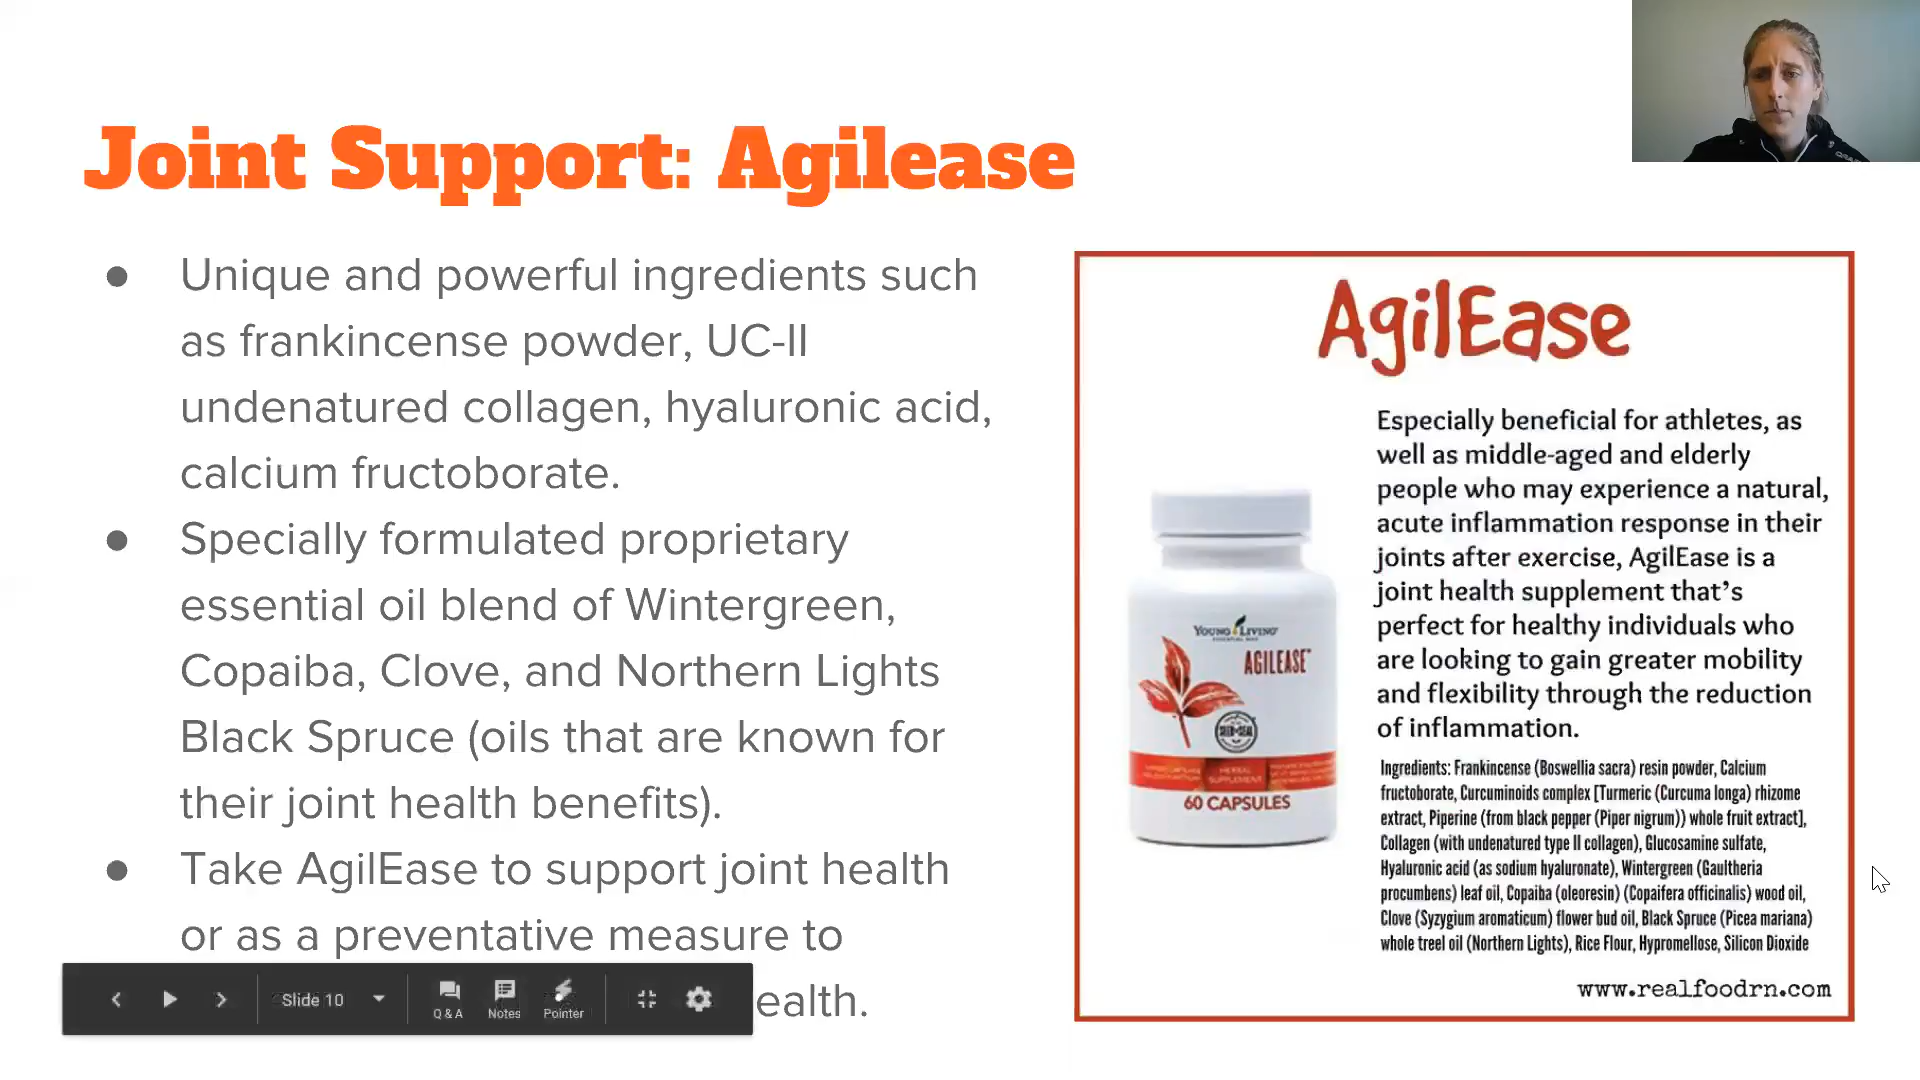 Joint Support: Agilease
● Unique and powerful ingredients such
as frankincense powder, UC-II
undenatured collagen, hyaluronic acid,
calcium fructoborate.
● Specially formulated proprietary
essential oil blend of Wintergreen,
Copaiba, Clove, and Northern Lights
Black Spruce (oils that are known for
their joint health benefits).
● Take AgilEase to support joint health
or as a preventative measure to
ealth.
Slide 10
Q & A
Notes
Pointer
AgilEase
Especially beneficial for athletes, as
well as middle-aged and elderly
people who may experience a natural,
acute inflammation response in their
joints after exercise, AgilEase is a
joint health supplement that's
perfect for healthy individuals who
are looking to gain greater mobility
and flexibility through the reduction
of inflammation.
Ingredients: Frankincense (Boswellia sacra) resin powder, Calcium
fructoborate, Curcuminoids complex [Turmeric (Curcuma longa) rhizome
extract, Piperine (from black pepper (Piper nigrum)) whole fruit extract],
Collagen (with undenatured type II collagen), Glucosamine sulfate,
Hyaluronic acid (as sodium hyaluronate), Wintergreen (Gaultheria
procumbens) leaf oil, Copaiba (oleoresin) (Copaifera officinalis) wood oil,
Clove (Syzygium aromaticum) flower bud oil, Black Spruce (Picea mariana)
whole treel oil (Northern Lights), Rice Flour, Hypromellose, Silicon Dioxide
www.realfoodrn.com
YOUNG LIVING
AGILEASE™
SEED SEAL
HERBAL
SUPPLEMENT
60 CAPSULES